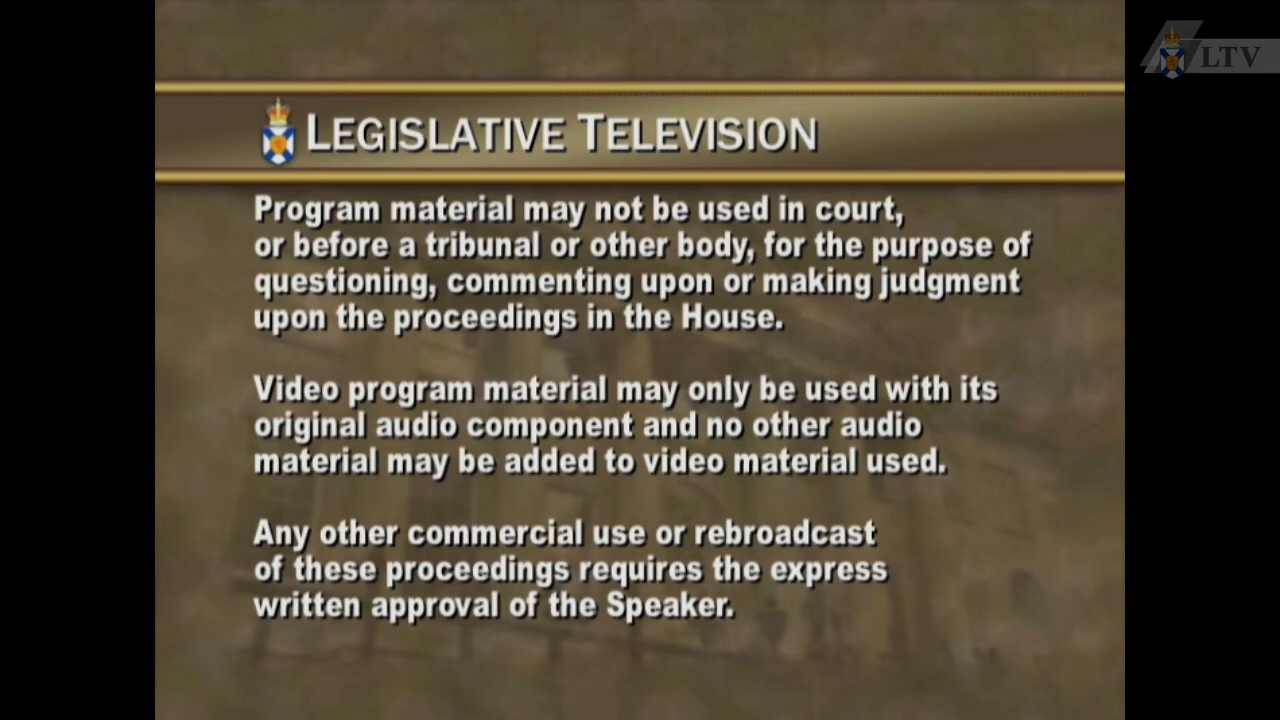 LTV
LEGISLATIVE TELEVISION
Program material may not be used in court,
or before a tribunal or other body, for the purpose of
questioning, commenting upon or making judgment
upon the proceedings in the House.
Video program material may only be used with its
original audio component and no other audio
material may be added to video material used.
Any other commercial use or rebroadcast
of these proceedings requires the express
written approval of the Speaker.